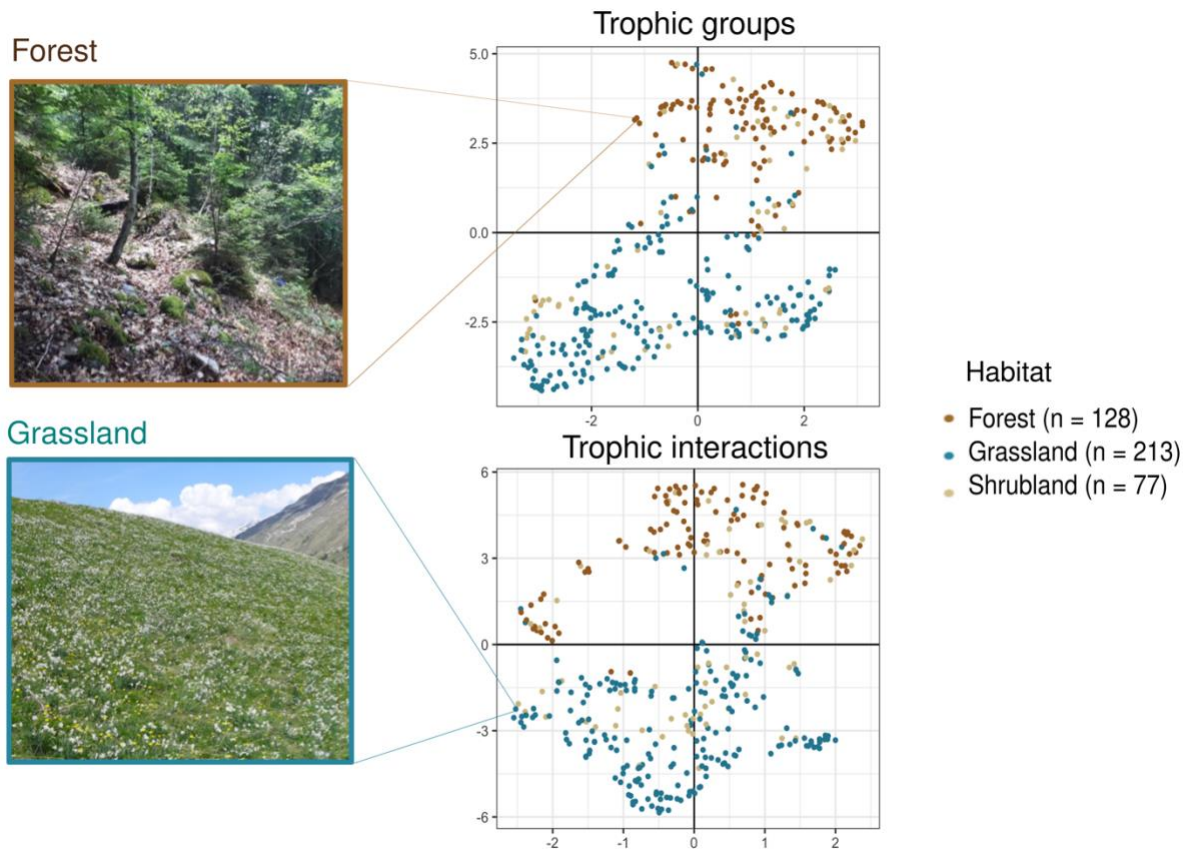 Forest
Grassland
Trophic groups
5.0
2.5
0.0
-2.5
-2
0
2
Trophic interactions
6
3
0
-3
-6
-2
-1
0
1
2
Habitat
Forest (n = 128)
Grassland (n = 213)
Shrubland (n = 77)